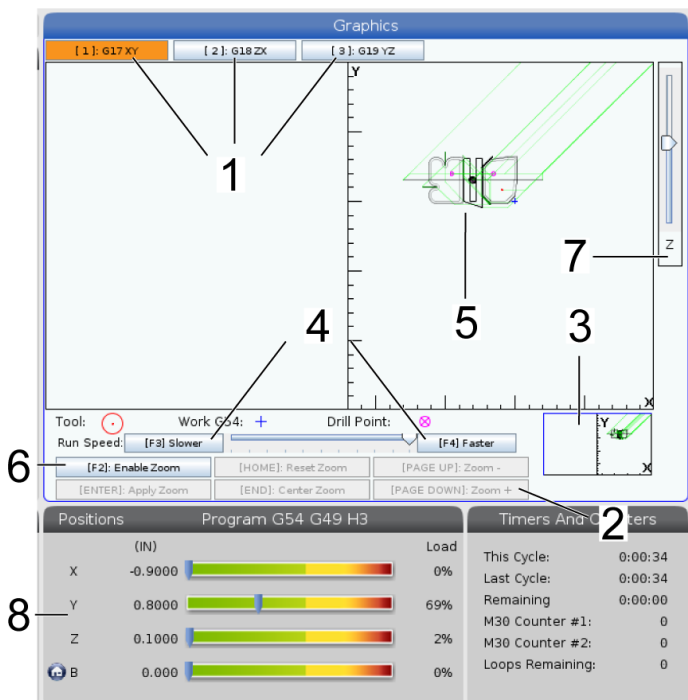 Graphics
[ 1 ]: G17 XY [ 2 ]: G18 ZX [ 3 ]: G19 YZ
Y
1
Z
7
5
4
3
X
Tool: Work G54: Drill Point:
Run Speed: [F3] Slower [F4] Faster
X
6
[F2]: Enable Zoom [HOME]: Reset Zoom [PAGE UP]: Zoom -
[ENTER]: Apply Zoom [END]: Center Zoom [PAGE DOWN]: Zoom +
2
Positions Program G54 G49 H3 Timers And Counters
(IN) Load
X -0.9000 0%
Y 0.8000 69%
Z 0.1000 2%
B 0.000 0%
8
This Cycle: 0:00:34
Last Cycle: 0:00:34
Remaining 0:00:00
M30 Counter #1: 0
M30 Counter #2: 0
Loops Remaining: 0